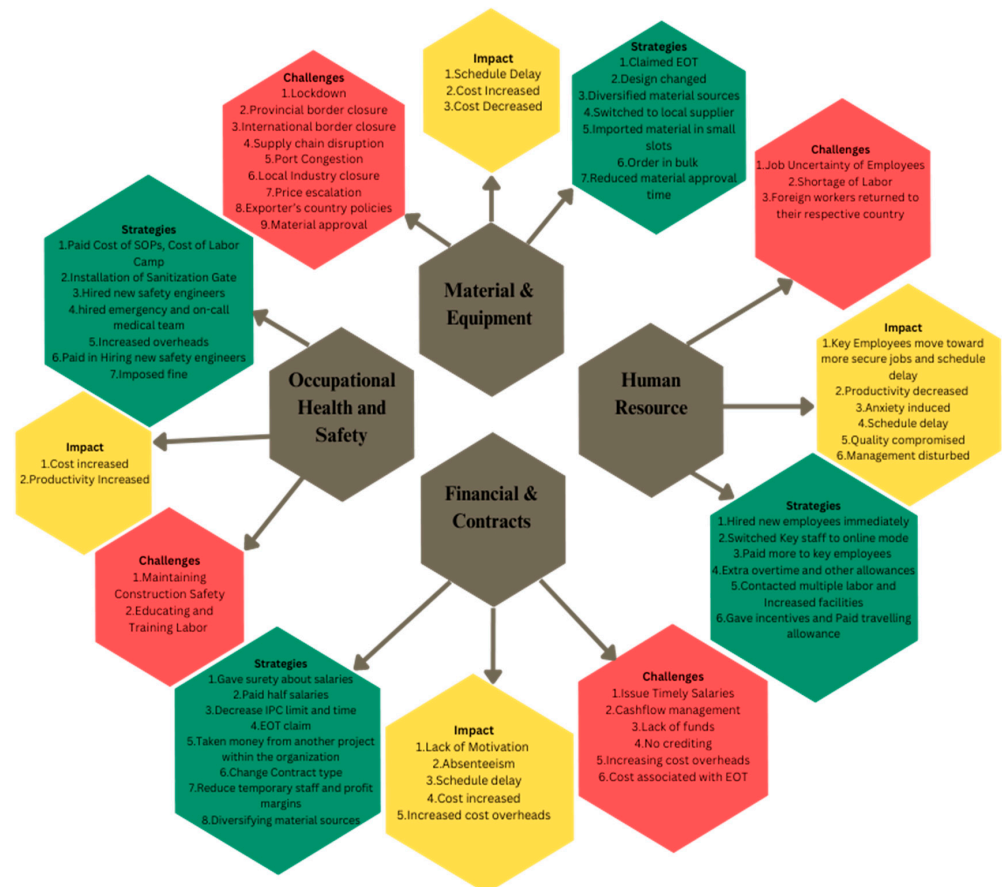 Impact
1.Schedule Delay
2.Cost Increased
3.Cost Decreased
Strategies
1.Claimed EOT
2.Design changed
3.Diversified material sources
4.Switched to local supplier
5.Imported material in small
slots
6.Order in bulk
7.Reduced material approval
time
Challenges
1.Lockdown
2.Provincial border closure
3.International border closure
4.Supply chain disruption
5.Port Congestion
6.Local Industry closure
7.Price escalation
8.Exporter's country policies
9.Material approval
Material &
Equipment
Challenges
1.Job Uncertainty of Employees
2.Shortage of Labor
3.Foreign workers returned to
their respective country
Impact
1.Key Employees move toward
more secure jobs and schedule
delay
2.Productivity decreased
3.Anxiety induced
4.Schedule delay
5.Quality compromised
6.Management disturbed
Human
Resource
Strategies
1.Hired new employees immediately
2.Switched Key staff to online mode
3.Paid more to key employees
4.Extra overtime and other allowances
5.Contacted multiple labor and
Increased facilities
6.Gave incentives and Paid travelling
allowance
Strategies
1.Paid Cost of SOPs, Cost of Labor
Camp
2.Installation of Sanitization Gate
3.Hired new safety engineers
4.hired emergency and on-call
medical team
5.Increased overheads
6.Paid in Hiring new safety engineers
7.Imposed fine
Occupational
Health and
Safety
Impact
1.Cost increased
2.Productivity Increased
Challenges
1.Maintaining
Construction Safety
2.Educating and
Training Labor
Financial &
Contracts
Strategies
1.Gave surety about salaries
2.Paid half salaries
3.Decrease IPC limit and time
4.EOT claim
5.Taken money from another project
within the organization
6.Change Contract type
7.Reduce temporary staff and profit
margins
8.Diversifying material sources
Impact
1.Lack of Motivation
2.Absenteeism
3.Schedule delay
4.Cost increased
5.Increased cost overheads
Challenges
1.Issue Timely Salaries
2.Cashflow management
3.Lack of funds
4.No crediting
5.Increasing cost overheads
6.Cost associated with EOT